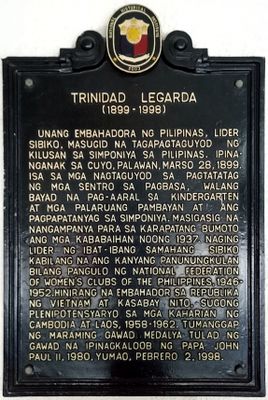 TRINIDAD LEGARDA
(1899-1998)
UNANG EMBAHADORA NG PILIPINAS, LIDER
SIBIKO, MASUGID NA TAGAPAGTAGUYOD NG
KILUSAN SA SIMPONIYA SA PILIPINAS. IPINA-
NGANAK SA CUYO, PALAWAN, MARSO 28, 1899.
ISA SA MGA NAGTAGUYOD SA PAGTATATAG
NG MGA SENTRO SA PAGBASA, WALANG
BAYAD NA PAG-AARAL SA KINDERGARTEN
AT MGA PALARUANG PAMBAYAN AT ANG
PAGPAPATANYAG SA SIMPONIYA. MASIGASIG NA
NANGAMPANYA PARA SA KARAPATANG BUMOTO
ANG MGA KABABAIHAN NOONG 1937. NAGING
LIDER NG IBAT-IBANG SAMAHANG SIBIKO
KABILANG NA ANG KANYANG PANUNUNGKULAN
BILANG PANGULO NG NATIONAL FEDERATION
OF WOMEN'S CLUBS OF THE PHILIPPINES, 1946-
1952. HINIRANG NA EMBAHADOR SA REPUBLIKA
NG VIETNAM AT KASABAY NITO, SUGONG
PLENIPOTENSYARYO SA MGA KAHARIAN NG
CAMBODIA AT LAOS, 1958-1962. TUMANGGAP
NG MARAMING GAWAD. MEDALYA TULAD NG
GAWAD NA IPINAGKALOOB NG PAPA JOHN
PAUL II, 1980. YUMAO, PEBRERO 2, 1998.